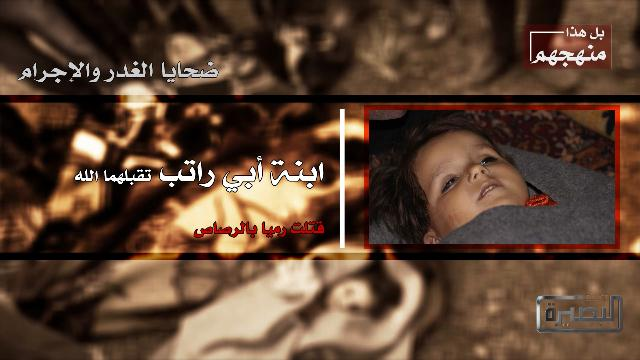 بل هذا
منهجهم
ضحايا الغدر والإجرام
ابنة أبي راتب تقبلهما الله
قتلت رميا بالرصاص
البصيرة